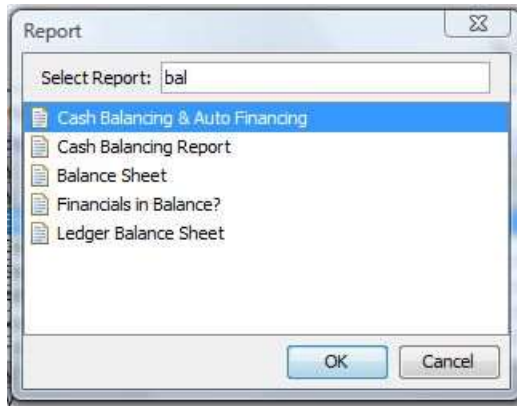 Report
Select Report: bal
Cash Balancing & Auto Financing
Cash Balancing Report
Balance Sheet
Financials in Balance?
Ledger Balance Sheet
OK Cancel